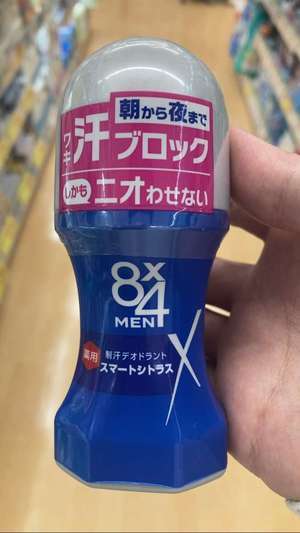 朝から夜まで
ワキ汗ブロック
しかもニオわせない
8x4
MEN
X
薬用
制汗デオドラント
スマートシトラス